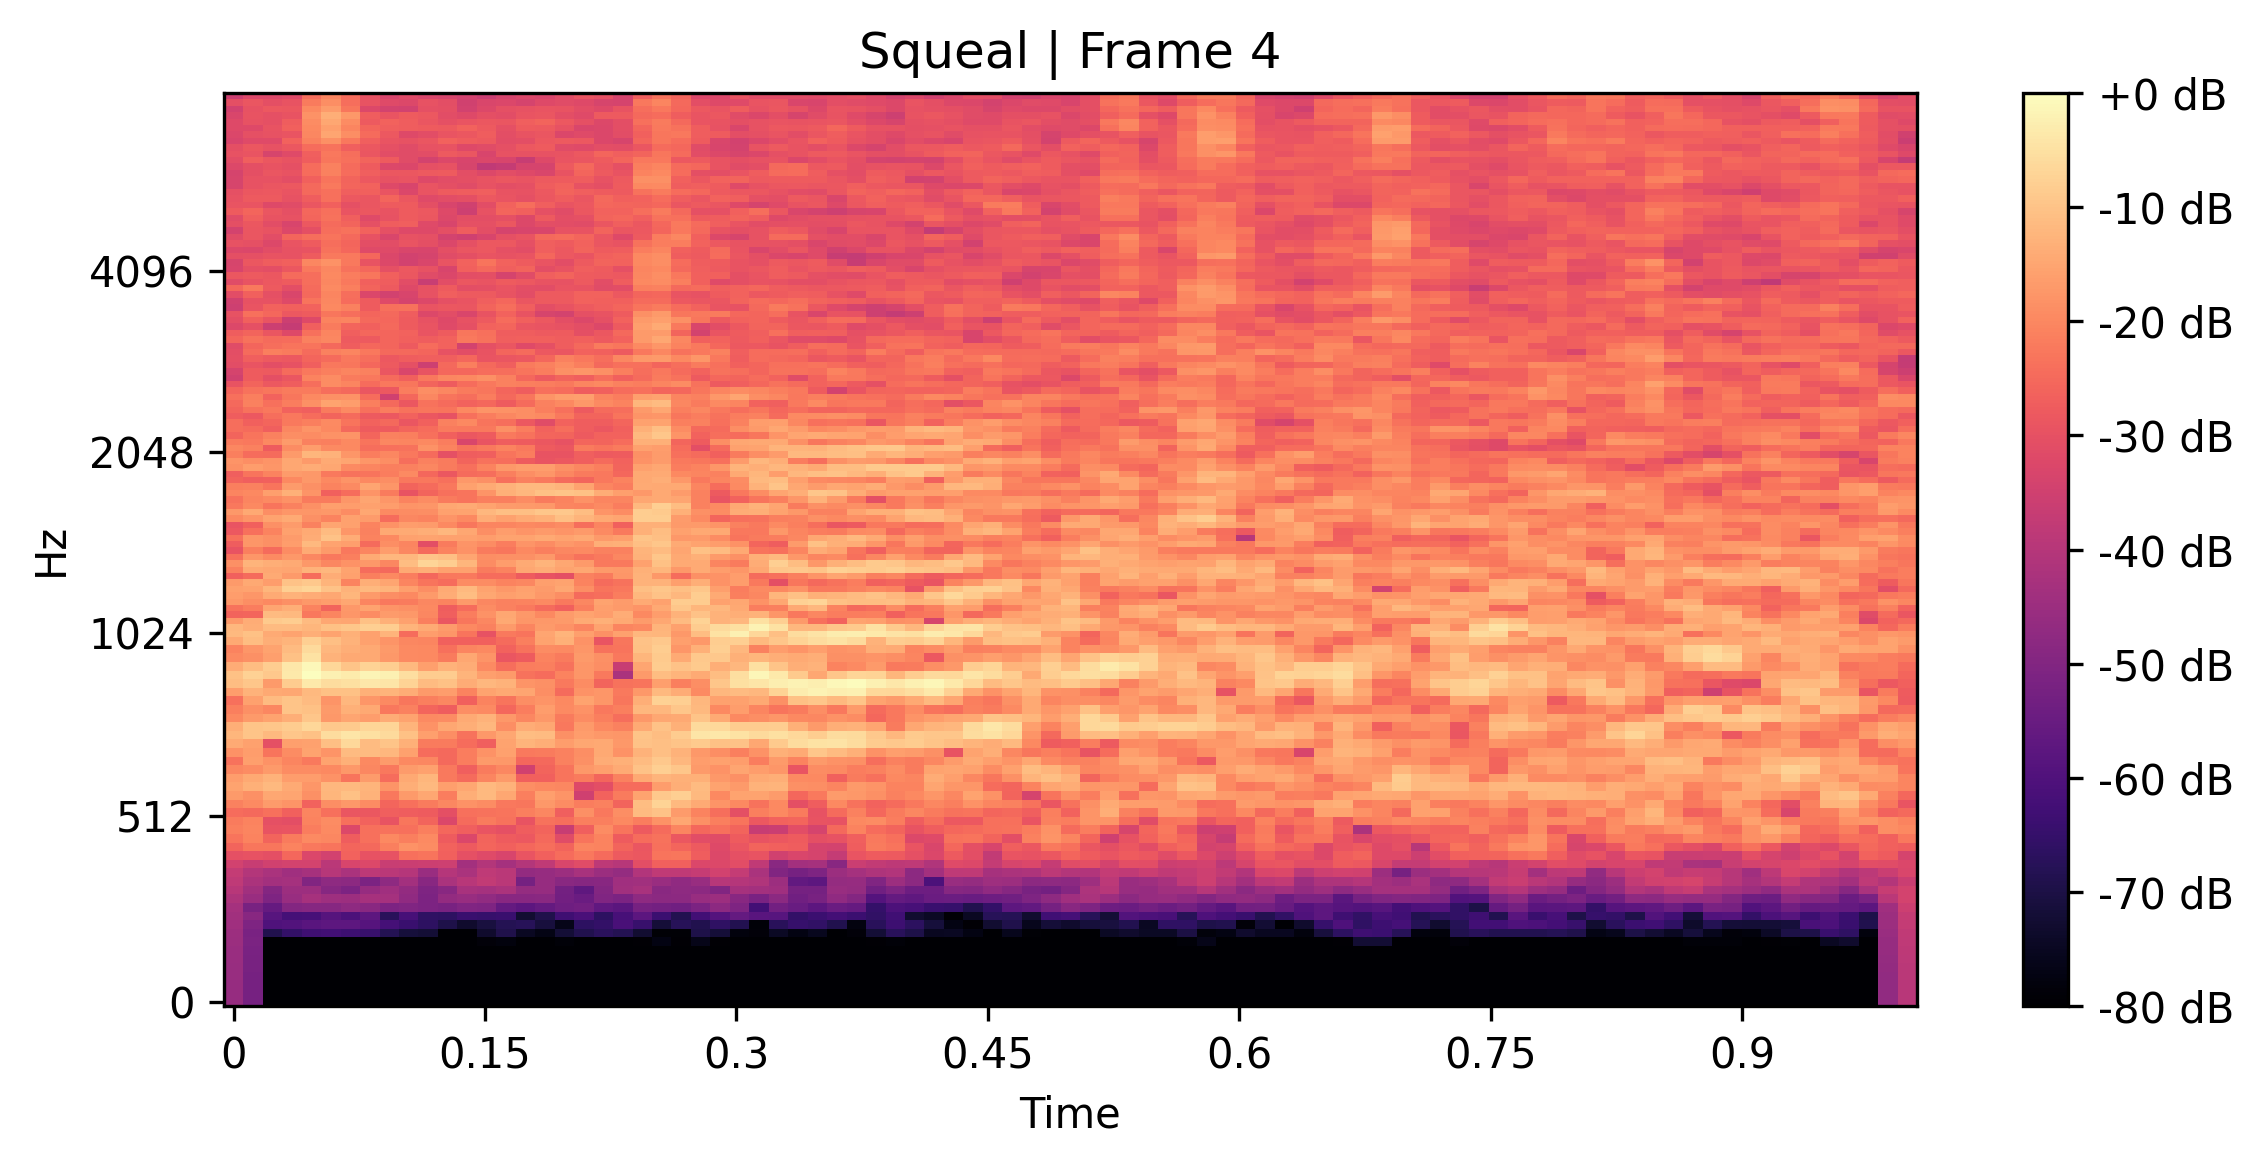 Squeal | Frame 4
Hz
4096
2048
1024
512
0
0 0.15 0.3 0.45 0.6 0.75 0.9
Time
+0 dB
-10 dB
-20 dB
-30 dB
-40 dB
-50 dB
-60 dB
-70 dB
-80 dB